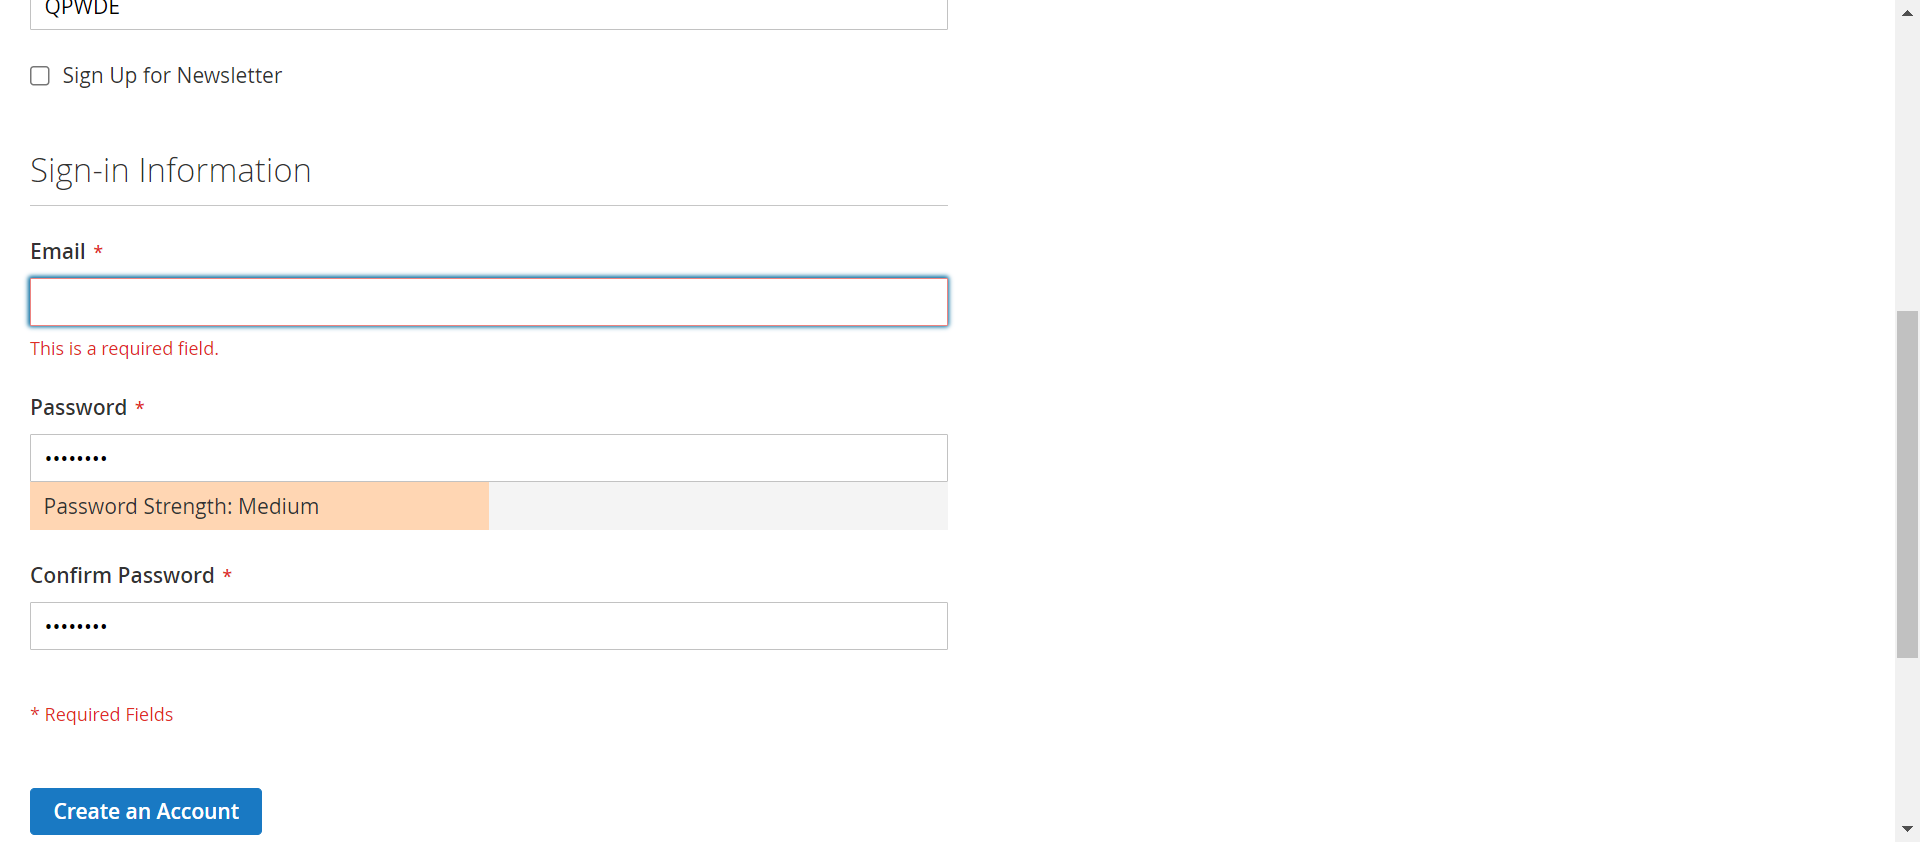 QPWDE
Sign Up for Newsletter
Sign-in Information
Email *
This is a required field.
Password *
••••••••
Password Strength: Medium
Confirm Password *
••••••••
* Required Fields
Create an Account